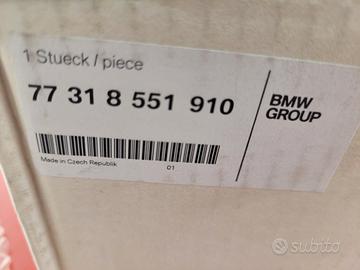 1 Stueck / piece
77 31 8 551 910
BMW
GROUP
Made in Czech Republik
01
subito